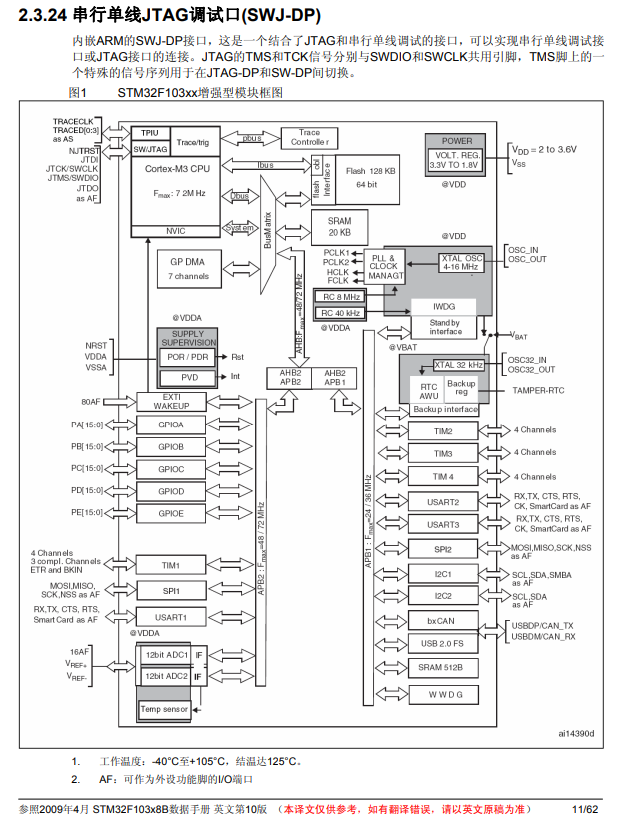 2.3.24 串行单线JTAG调试口(SWJ-DP)
内嵌ARM的SWJ-DP接口，这是一个结合了JTAG和串行单线调试的接口，可以实现串行单线调试接
口或JTAG接口的连接。JTAG的TMS和TCK信号分别与SWDIO和SWCLK共用引脚，TMS脚上的一
个特殊的信号序列用于在JTAG-DP和SW-DP间切换。
图1 STM32F103xx增强型模块框图
TRACECLK
TRACED[0:3]
as AS
NJTRST
JTDI
JTCK/SWCLK
JTMS/SWDIO
JTDO
as AF
TPIU
SW/JTAG
Trace/trig
Cortex-M3 CPU
Fmax: 7 2M Hz
NVIC
GP DMA
7 channels
pbus
Ibus
Dbus
System
BusMatrix
Trace
Controller
flash obl
Interface
Flash 128 KB
64 bit
SRAM
20 KB
POWER
VOLT. REG.
3.3V TO 1.8V
@VDD
VDD = 2 to 3.6V
VSS
@VDD
PCLK1
PCLK2
HCLK
FCLK
PLL &
CLOCK
MANAGT
XTAL OSC
4-16 MHz
OSC_IN
OSC_OUT
RC 8 MHz
RC 40 kHz
@VDDA
IWDG
Stand by
interface
@VBAT
VBAT
XTAL 32 kHz
OSC32_IN
OSC32_OUT
RTC
AWU
Backup
reg
TAMPER-RTC
Backup interface
AHB:Fmax=48/72 MHz
@VDDA
SUPPLY
SUPERVISION
POR / PDR
PVD
Rst
Int
NRST
VDDA
VSSA
AHB2
APB2
AHB2
APB1
80AF
EXTI
WAKEUP
PA[15:0]
GPIOA
PB[15:0]
GPIOB
PC[15:0]
GPIOC
PD[15:0]
GPIOD
PE[15:0]
GPIOE
4 Channels
3 compl. Channels
ETR and BKIN
TIM1
MOSI,MISO,
SCK,NSS as AF
SPI1
RX,TX, CTS, RTS,
Smart Card as AF
USART1
@VDDA
16AF
VREF+
VREF-
12bit ADC1 IF
12bit ADC2 IF
Temp sensor
APB2 : Fmax=48 / 72 MHz
APB1 : Fmax=24 / 36 MHz
TIM2
4 Channels
TIM3
4 Channels
TIM 4
4 Channels
USART2
RX,TX, CTS, RTS,
CK, SmartCard as AF
USART3
RX,TX, CTS, RTS,
CK, SmartCard as AF
SPI2
MOSI,MISO,SCK,NSS
as AF
I2C1
SCL,SDA,SMBA
as AF
I2C2
SCL,SDA
as AF
bxCAN
USBDP/CAN_TX
USBDM/CAN_RX
USB 2.0 FS
SRAM 512B
W W D G
ai14390d
1. 工作温度：-40°C至+105°C，结温达125°C。
2. AF：可作为外设功能脚的I/O端口
参照2009年4月 STM32F103x8B数据手册 英文第10版 （本译文仅供参考，如有翻译错误，请以英文原稿为准） 11/62